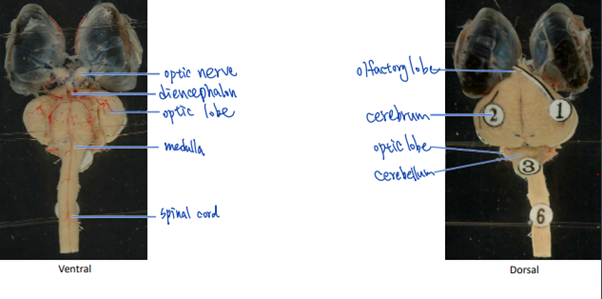 optic nerve
diencephalon
optic lobe
medulla
spinal cord
Ventral
olfactory lobe
cerebrum
optic lobe
cerebellum
1
2
3
6
Dorsal